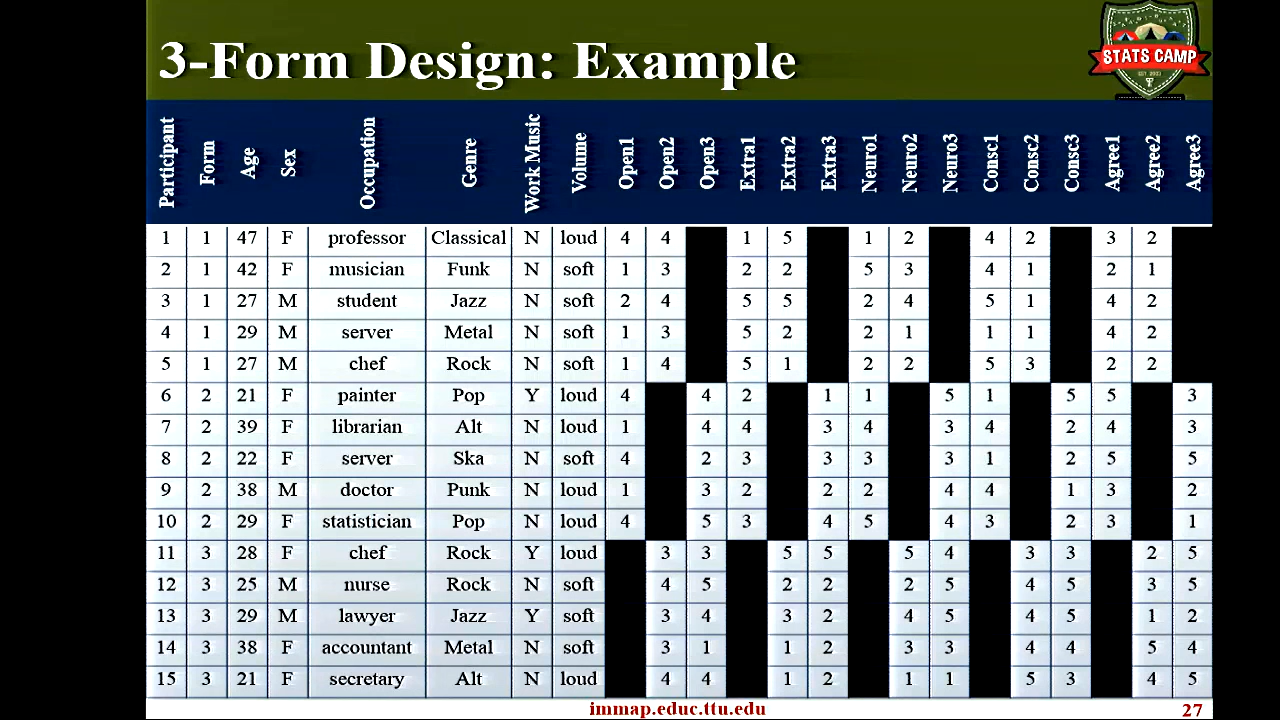 3-Form Design: Example
STATS CAMP
EST. 2003
Participant Form Age Sex Occupation Genre Work Music Volume Open1 Open2 Open3 Extra1 Extra2 Extra3 Neuro1 Neuro2 Neuro3 Consc1 Consc2 Consc3 Agree1 Agree2 Agree3
1 1 47 F professor Classical N loud 4 4 1 5 1 2 4 2 3 2
2 1 42 F musician Funk N soft 1 3 2 2 5 3 4 1 2 1
3 1 27 M student Jazz N soft 2 4 5 5 2 4 5 1 4 2
4 1 29 M server Metal N soft 1 3 5 2 2 1 1 1 4 2
5 1 27 M chef Rock N soft 1 4 5 1 2 2 5 3 2 2
6 2 21 F painter Pop Y loud 4 4 2 1 1 5 1 5 5 3
7 2 39 F librarian Alt N loud 1 4 4 3 4 3 4 2 4 3
8 2 22 F server Ska N soft 4 2 3 3 3 3 1 2 5 5
9 2 38 M doctor Punk N loud 1 3 2 2 2 4 4 1 3 2
10 2 29 F statistician Pop N loud 4 5 3 4 5 4 3 2 3 1
11 3 28 F chef Rock Y loud 3 3 5 5 5 4 3 3 2 5
12 3 25 M nurse Rock N soft 4 5 2 2 2 5 4 5 3 5
13 3 29 M lawyer Jazz Y soft 3 4 3 2 4 5 4 5 1 2
14 3 38 F accountant Metal N soft 3 1 1 2 3 3 4 4 5 4
15 3 21 F secretary Alt N loud 4 4 1 2 1 1 5 3 4 5
immap.educ.ttu.edu
27